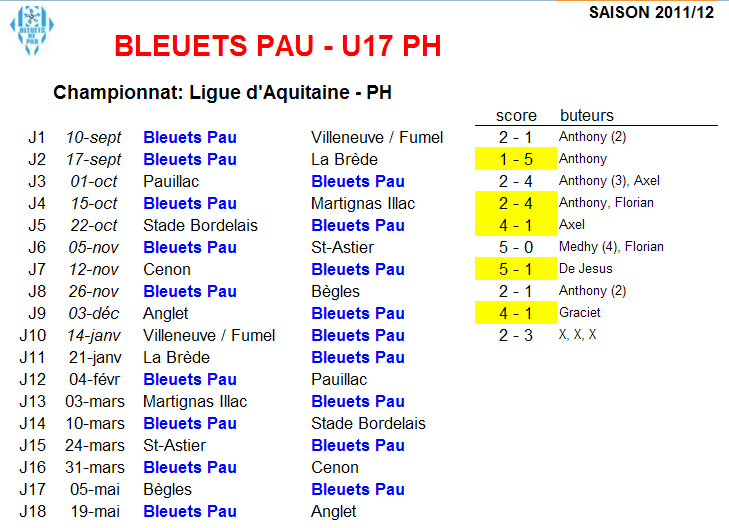 BLEUETS
DE PAU
SAISON 2011/12
BLEUETS PAU - U17 PH
Championnat: Ligue d'Aquitaine - PH
score buteurs
J1 10-sept Bleuets Pau Villeneuve / Fumel 2 - 1 Anthony (2)
J2 17-sept Bleuets Pau La Brède 1 - 5 Anthony
J3 01-oct Pauillac Bleuets Pau 2 - 4 Anthony (3), Axel
J4 15-oct Bleuets Pau Martignas Illac 2 - 4 Anthony, Florian
J5 22-oct Stade Bordelais Bleuets Pau 4 - 1 Axel
J6 05-nov Bleuets Pau St-Astier 5 - 0 Medhy (4), Florian
J7 12-nov Cenon Bleuets Pau 5 - 1 De Jesus
J8 26-nov Bleuets Pau Bègles 2 - 1 Anthony (2)
J9 03-déc Anglet Bleuets Pau 4 - 1 Graciet
J10 14-janv Villeneuve / Fumel Bleuets Pau 2 - 3 X, X, X
J11 21-janv La Brède Bleuets Pau
J12 04-févr Bleuets Pau Pauillac
J13 03-mars Martignas Illac Bleuets Pau
J14 10-mars Bleuets Pau Stade Bordelais
J15 24-mars St-Astier Bleuets Pau
J16 31-mars Bleuets Pau Cenon
J17 05-mai Bègles Bleuets Pau
J18 19-mai Bleuets Pau Anglet